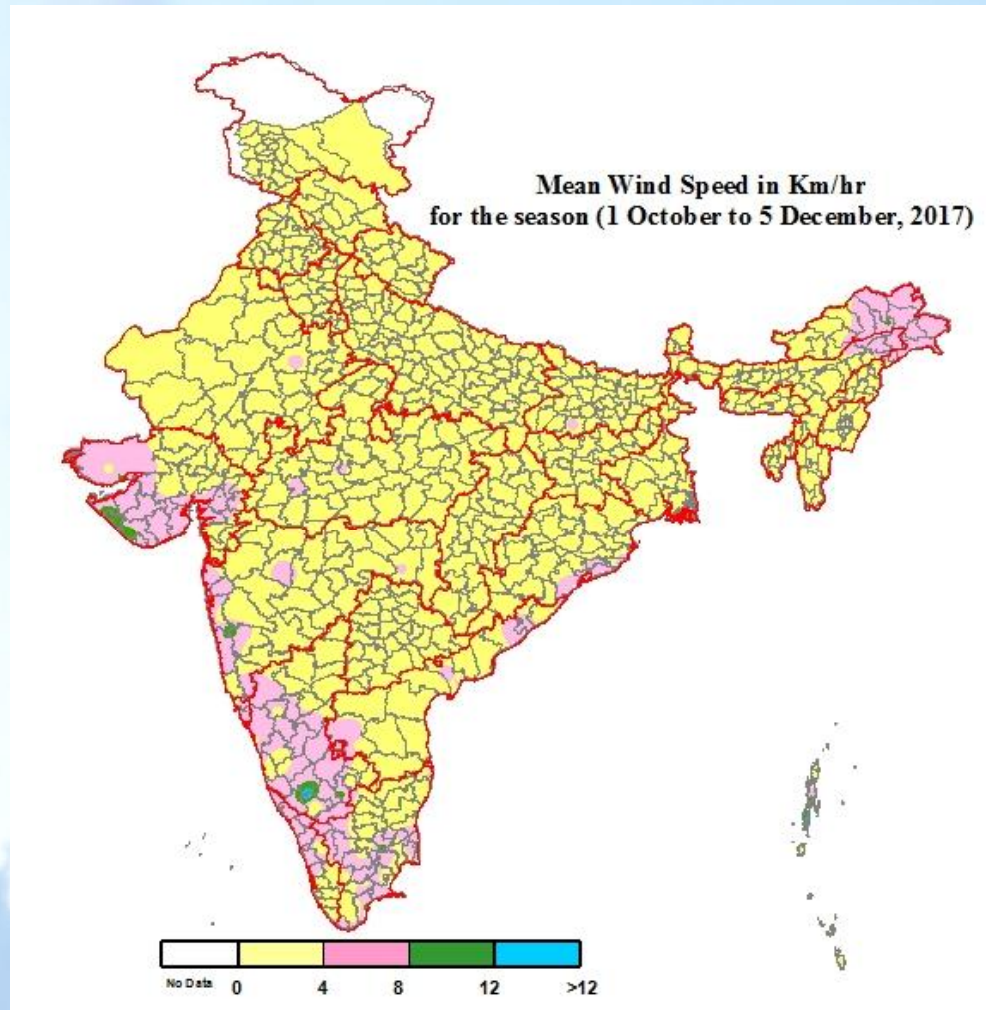 Mean Wind Speed in Km/hr
for the season (1 October to 5 December, 2017)
No Data 0 4 8 12 >12